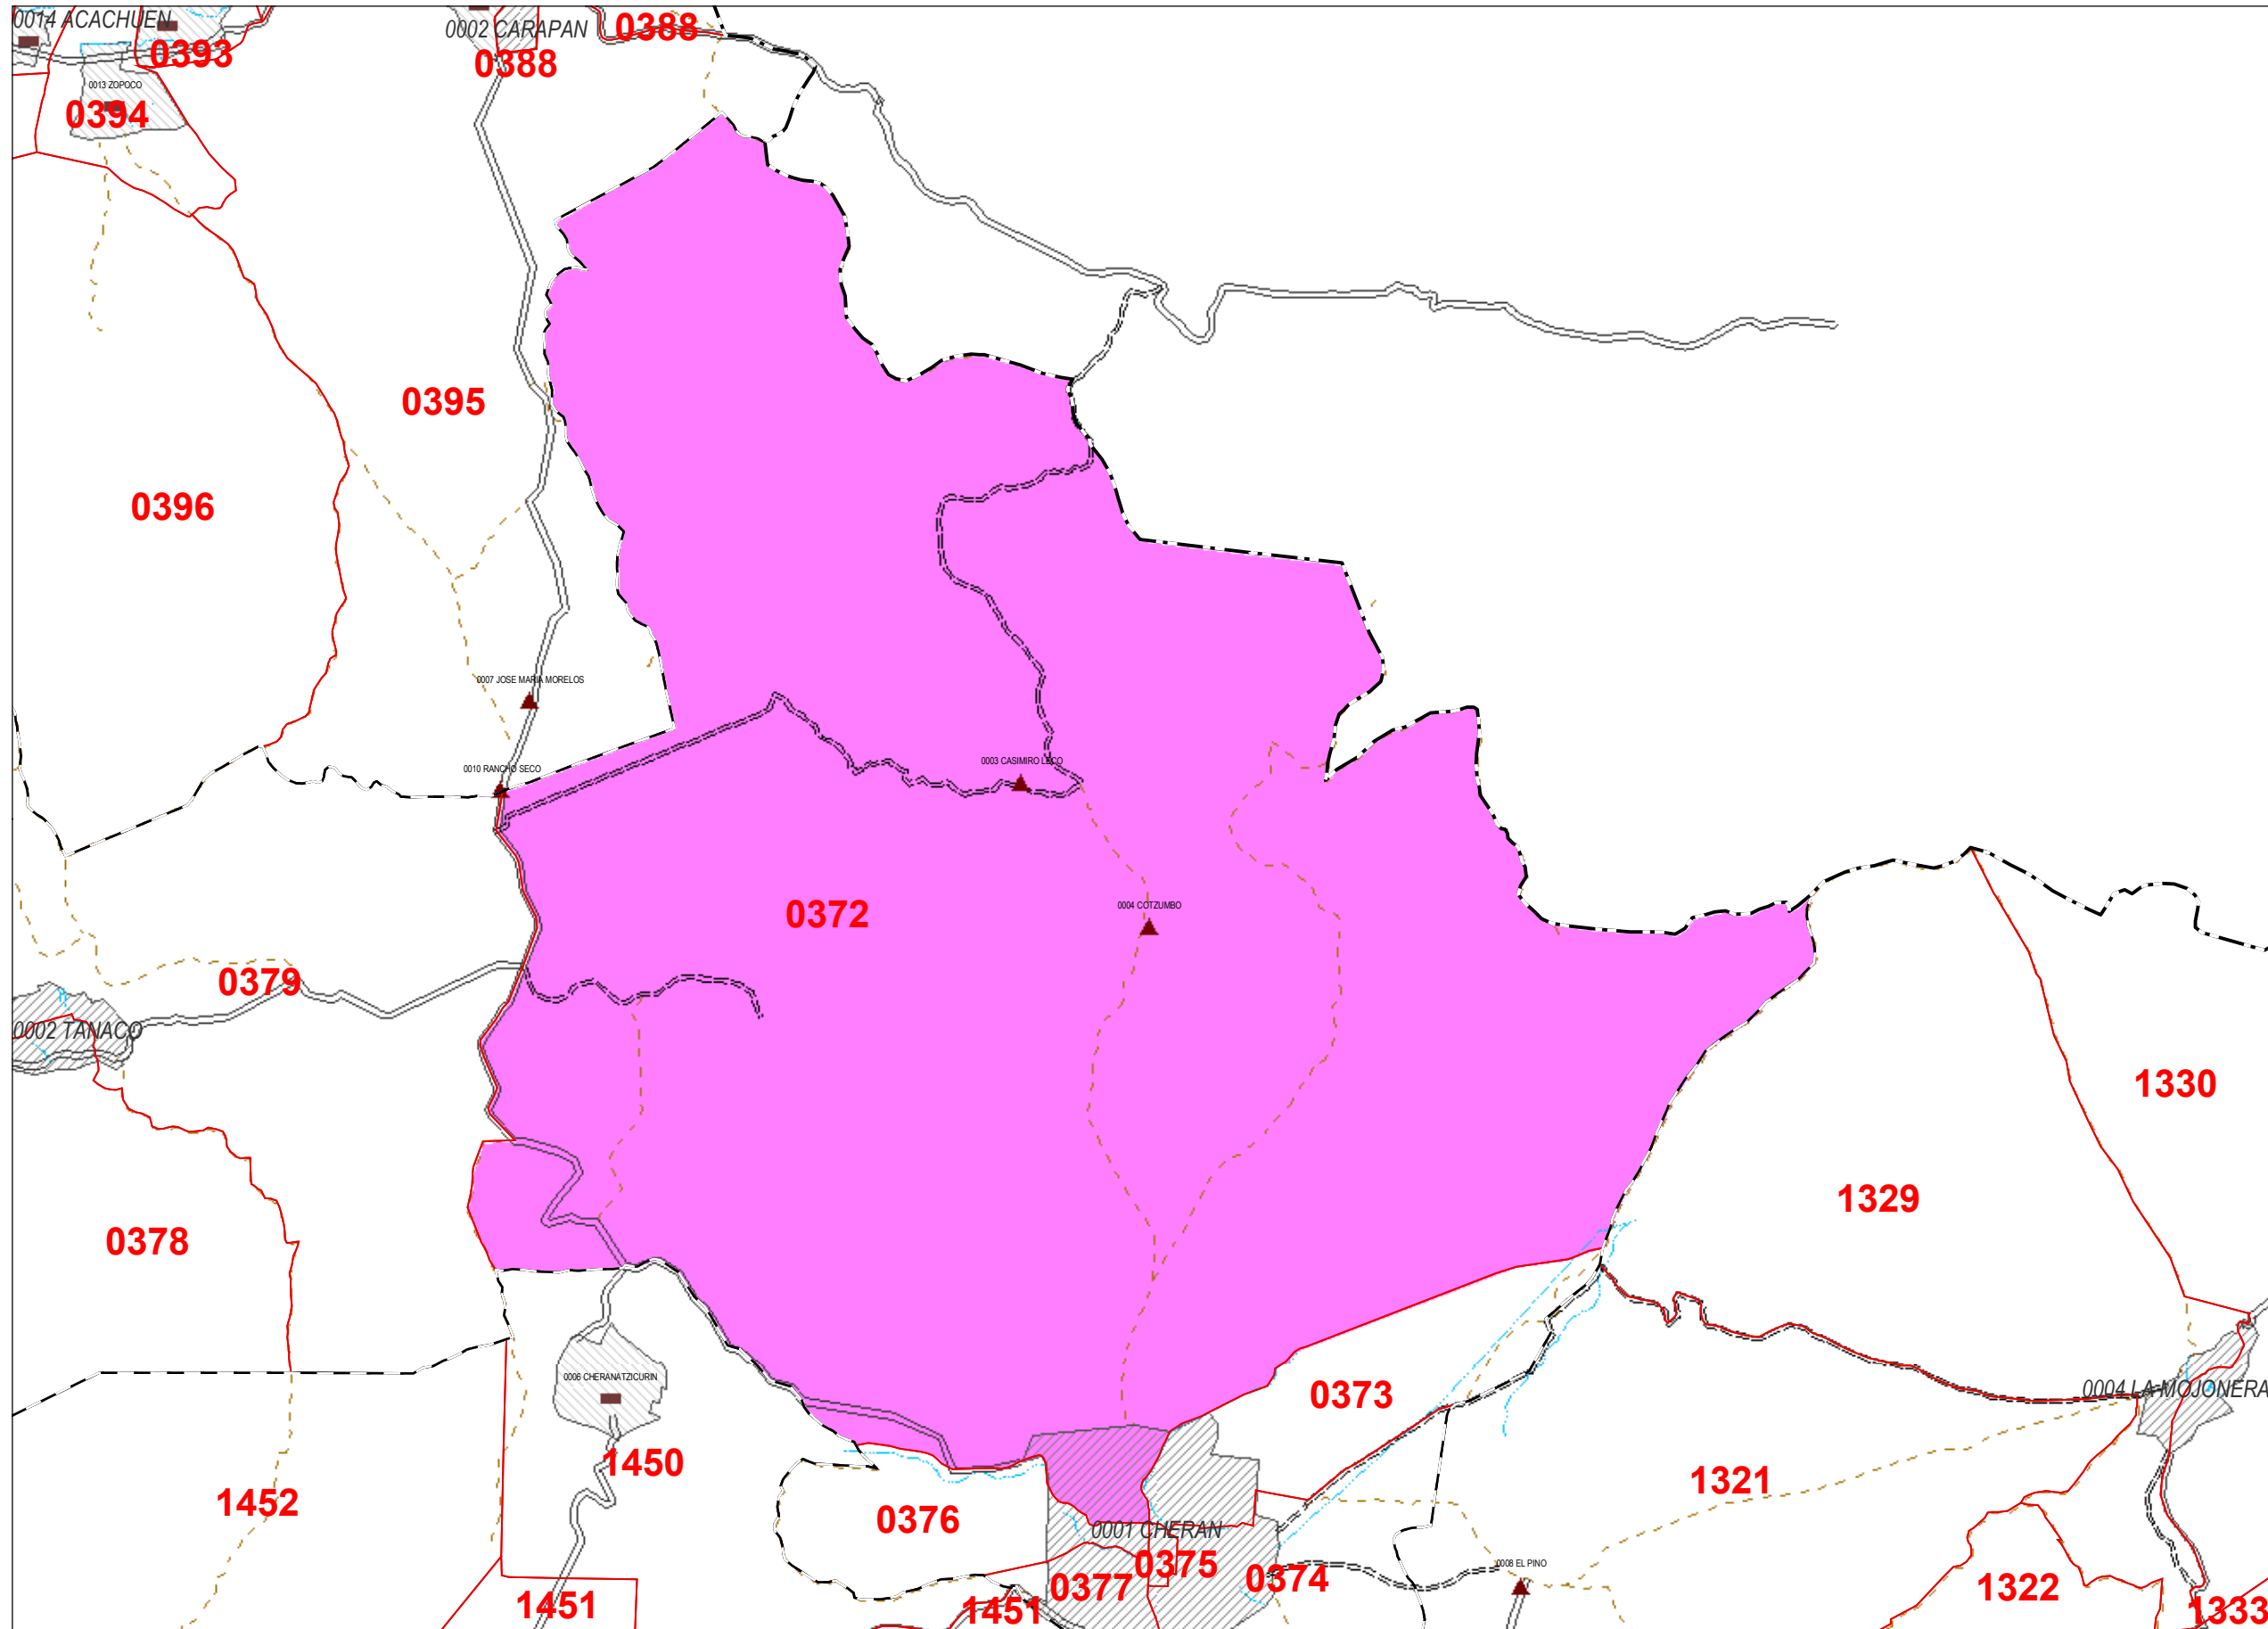 0014 ACACHUEN
0002 CARAPAN
0388
0393
0388
0013 ZOPOCO
0394
0395
0396
0007 JOSE MARIA MORELOS
0010 RANCHO SECO
0003 CASIMIRO LECO
0372
0004 COTZUMBO
0379
0002 TANACO
1330
1329
0378
0006 CHERANATZICURIN
0004 LA MOJONERA
0373
1450
1321
1452
0376
0001 CHERAN
0375
0008 EL PINO
0374
0377
1322
1451
1451
1333